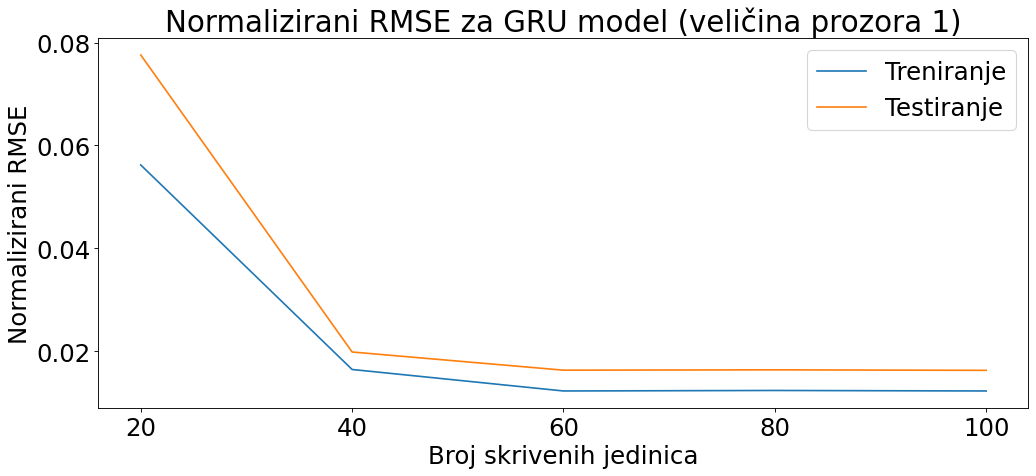 Normalizirani RMSE za GRU model (veličina prozora 1)
Treniranje
Testiranje
Normalizirani RMSE
0.08
0.06
0.04
0.02
20 40 60 80 100
Broj skrivenih jedinica